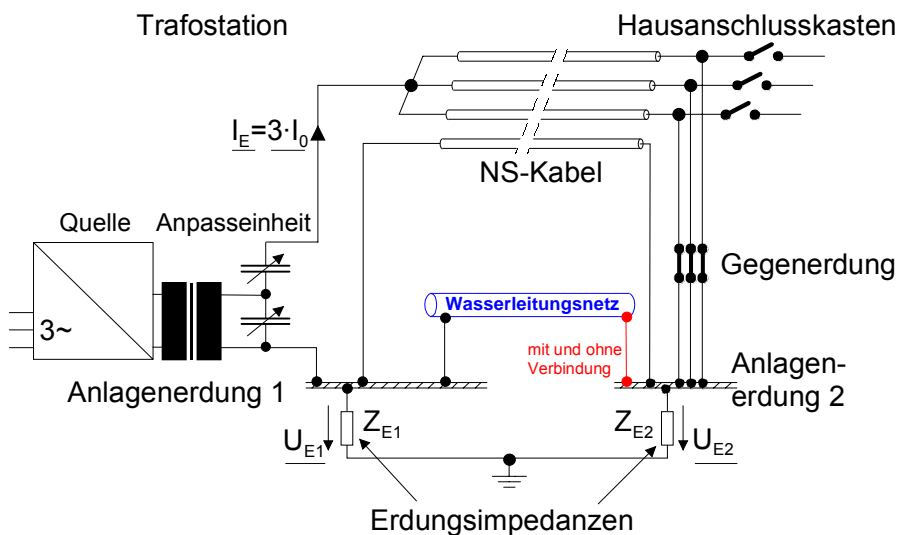 Trafostation
Hausanschlusskasten
I_E=3·I_0
NS-Kabel
Quelle
Anpasseinheit
Gegenerdung
3~
Wasserleitungsnetz
mit und ohne
Verbindung
Anlagenerdung 1
Anlagen-
erdung 2
U_E1
Z_E1
Z_E2
U_E2
Erdungsimpedanzen